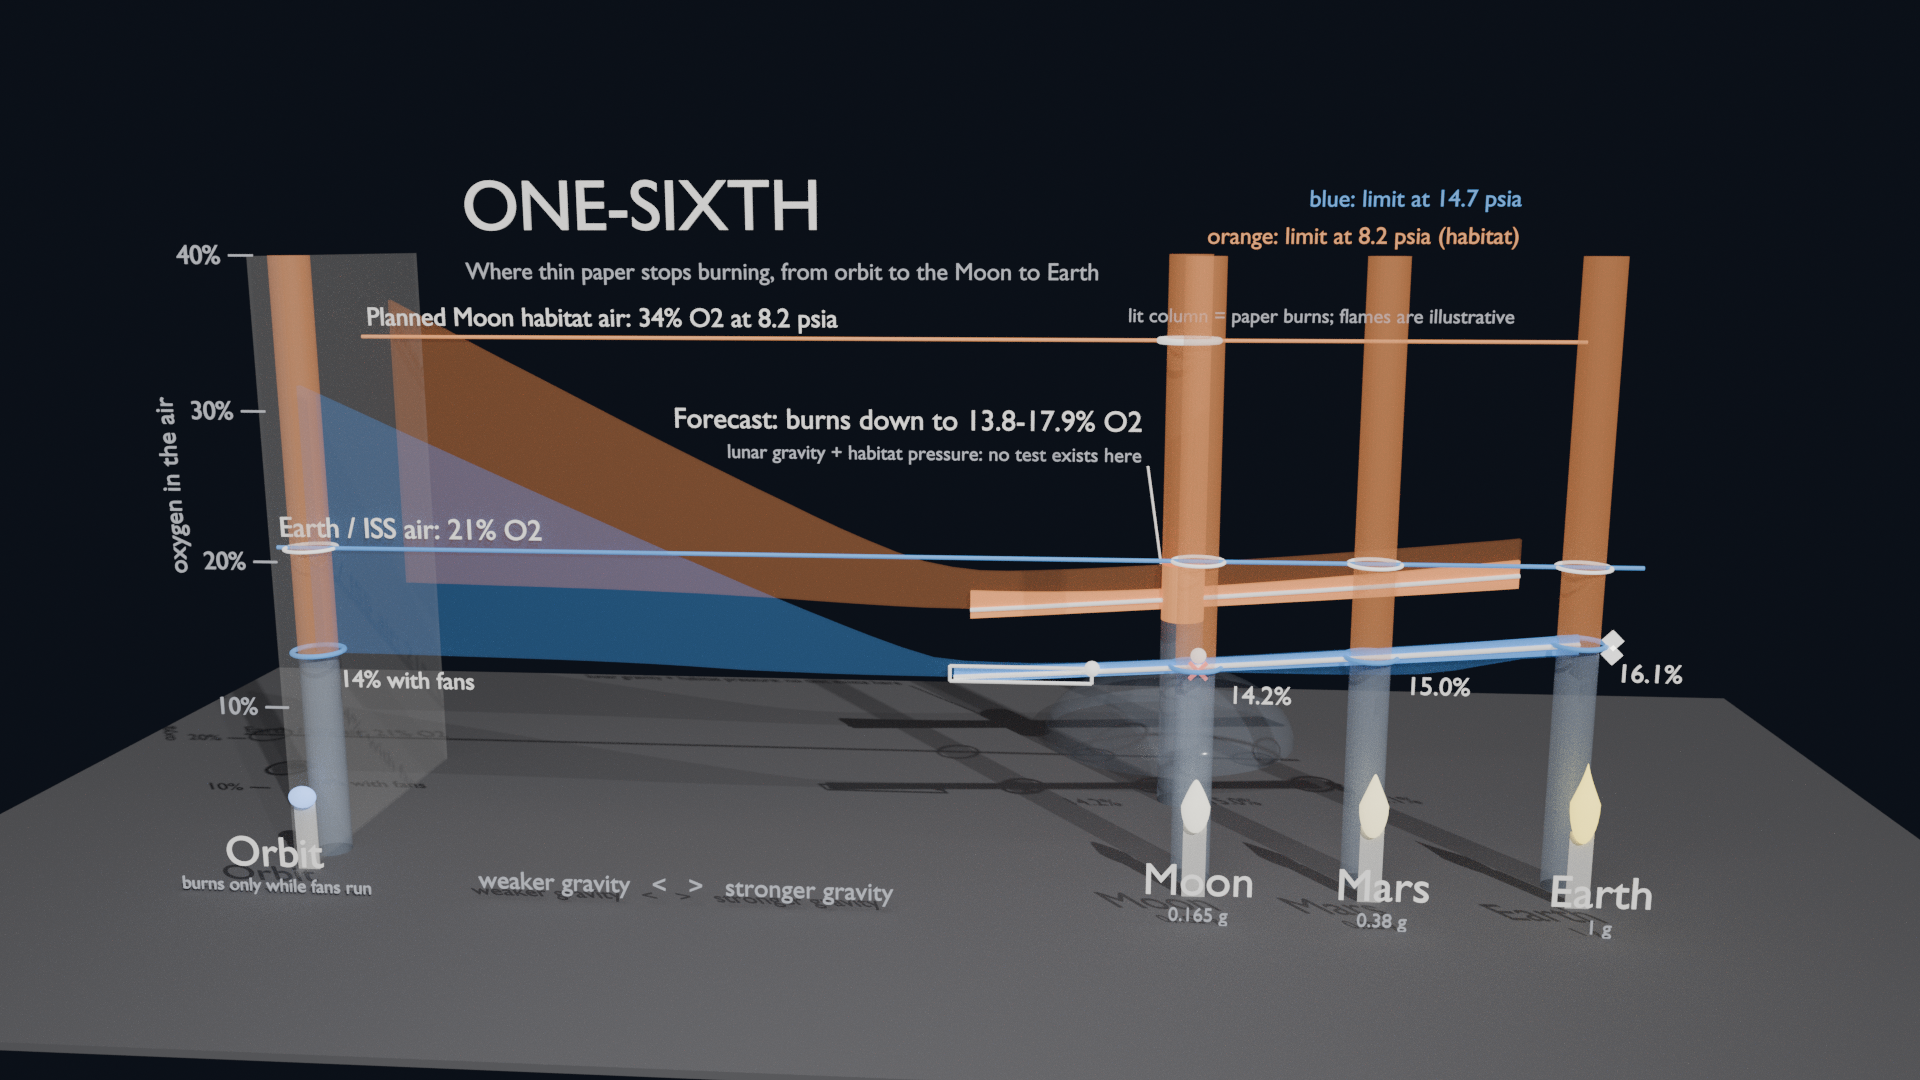 ONE-SIXTH
Where thin paper stops burning, from orbit to the Moon to Earth
blue: limit at 14.7 psia
orange: limit at 8.2 psia (habitat)
lit column = paper burns; flames are illustrative
Planned Moon habitat air: 34% O2 at 8.2 psia
Forecast: burns down to 13.8-17.9% O2
lunar gravity + habitat pressure: no test exists here
Earth / ISS air: 21% O2
oxygen in the air
40%
30%
20%
10%
14% with fans
14.2%
15.0%
16.1%
Orbit
burns only while fans run
weaker gravity < > stronger gravity
Moon
0.165 g
Mars
0.38 g
Earth
1 g